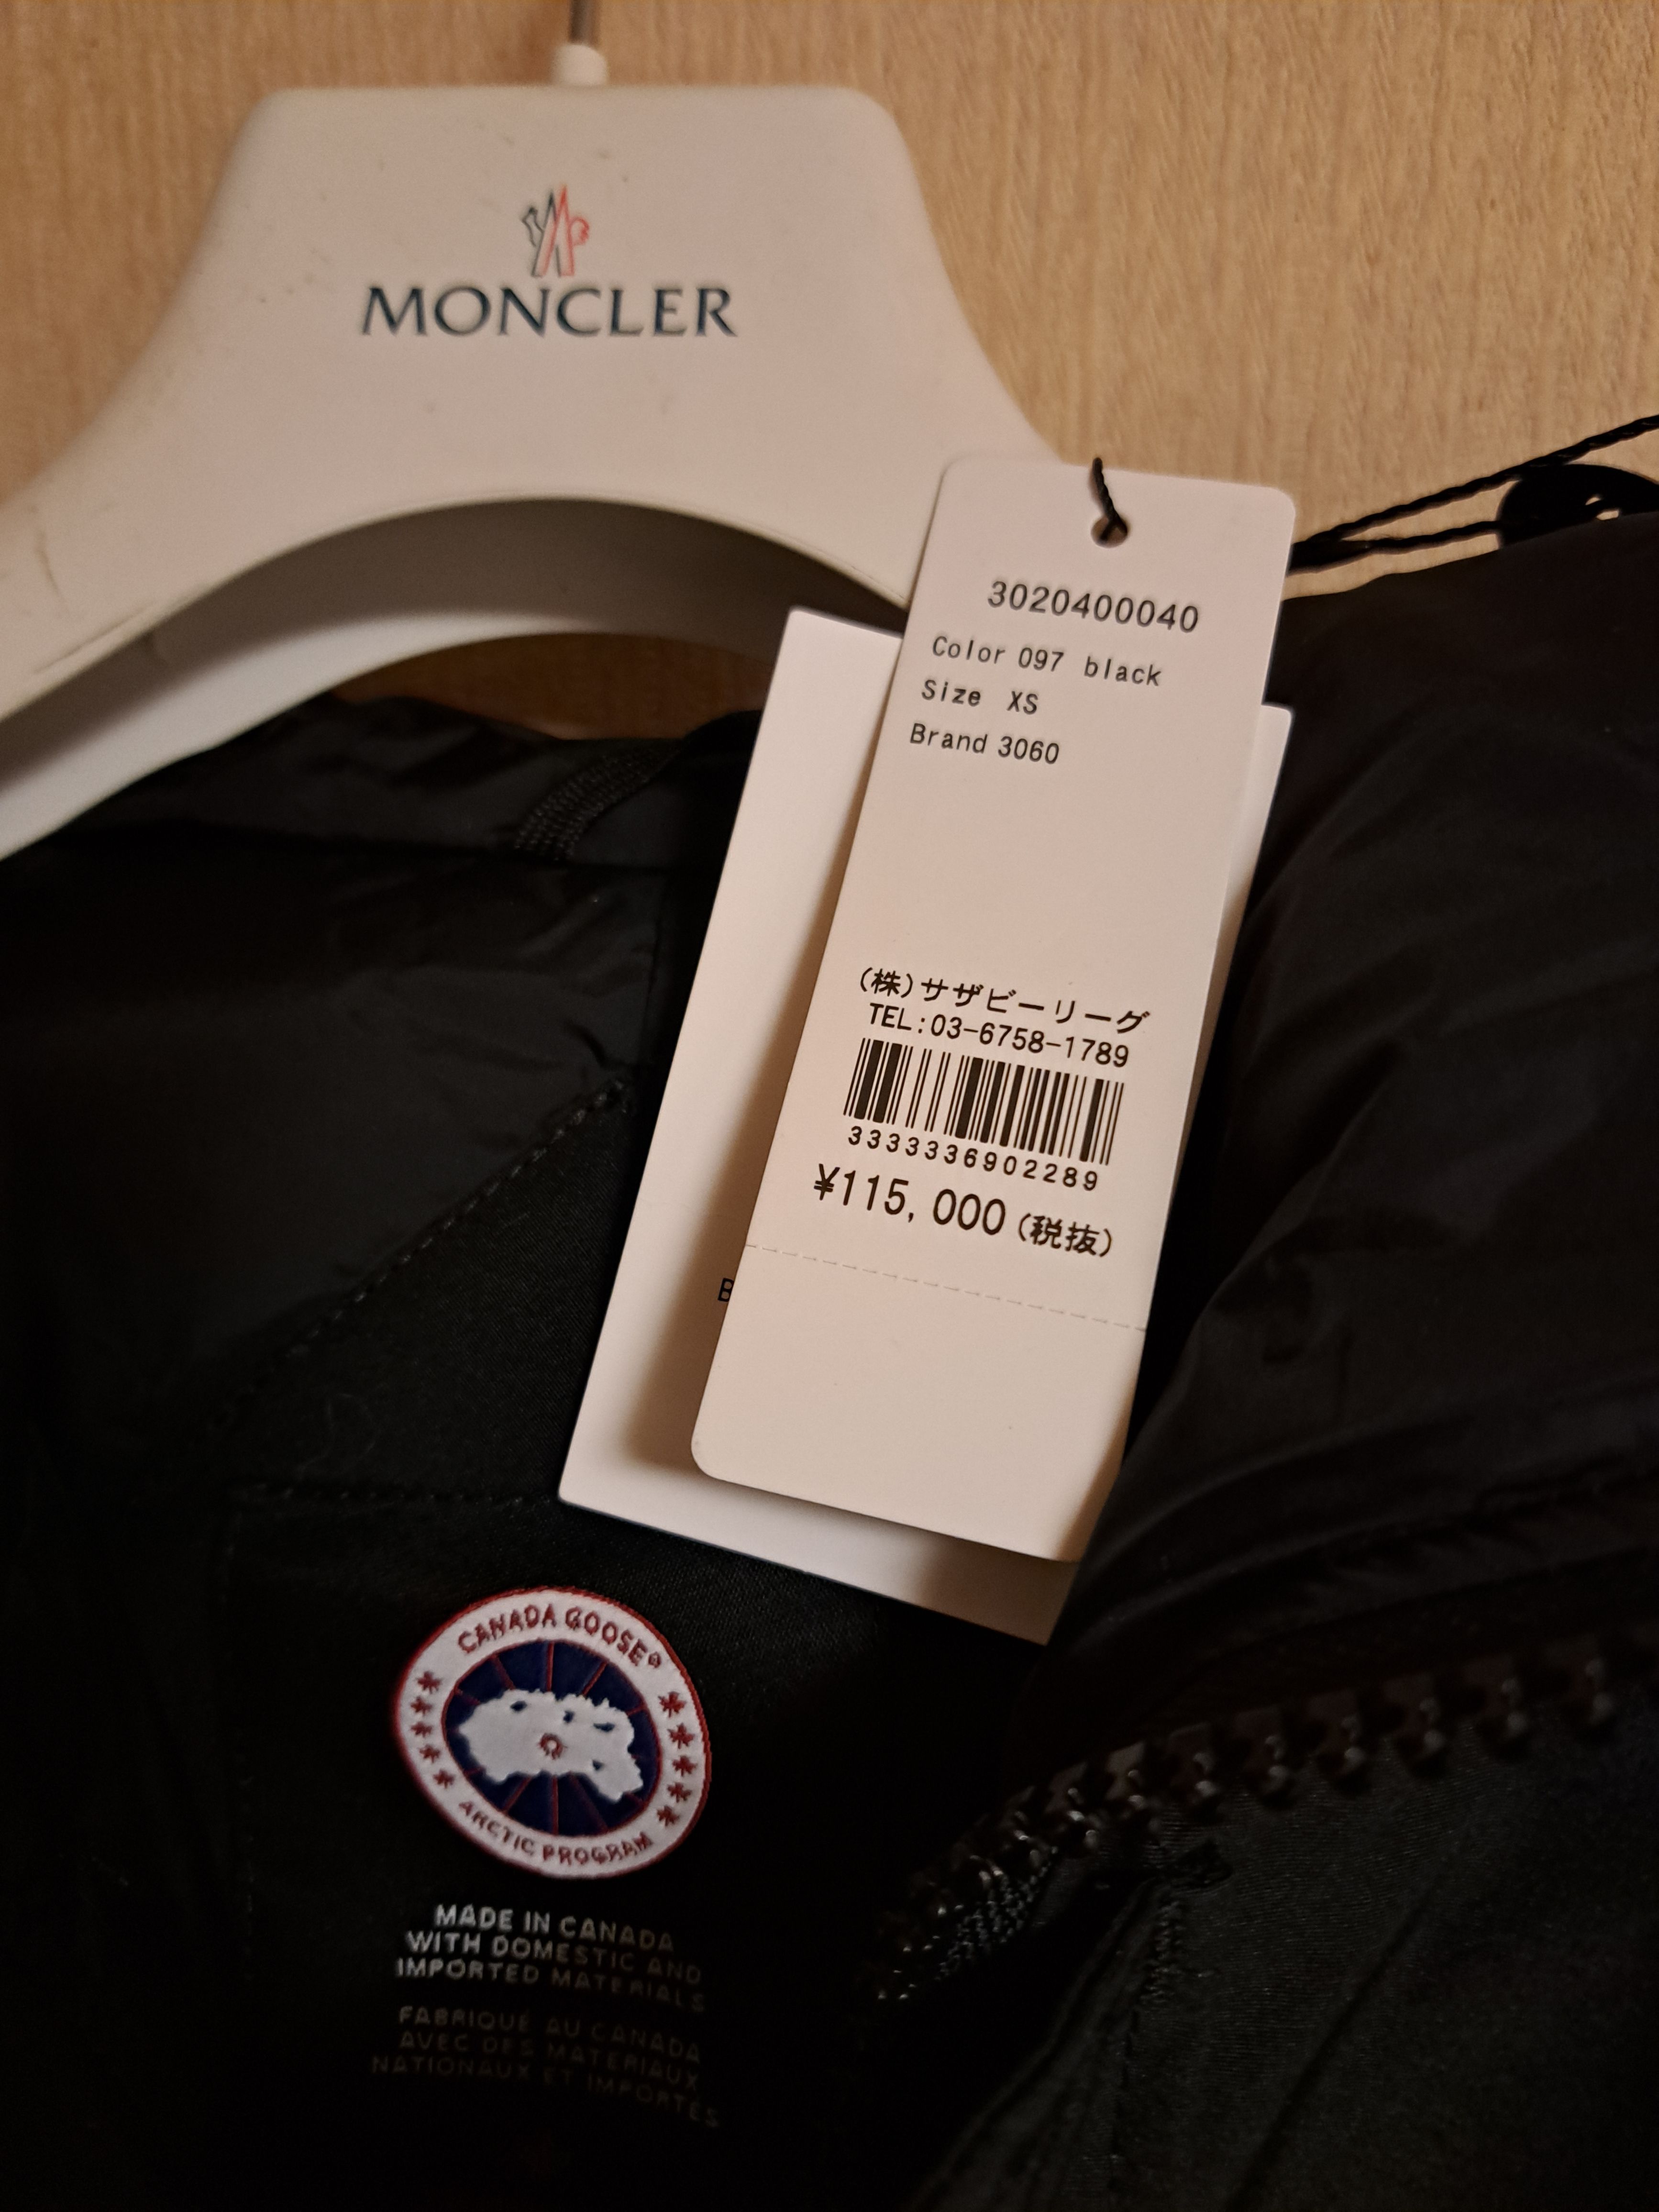 MONCLER
3020400040
Color 097 black
Size XS
Brand 3060
(株)サザビーリーグ
TEL:03-6758-1789
3333336902289
¥115,000(税抜)
B
CANADA GOOSE®
ARCTIC PROGRAM
MADE IN CANADA
WITH DOMESTIC AND
IMPORTED MATERIALS
FABRIQUÉ AU CANADA
AVEC DES MATÉRIAUX
NATIONAUX ET IMPORTÉS